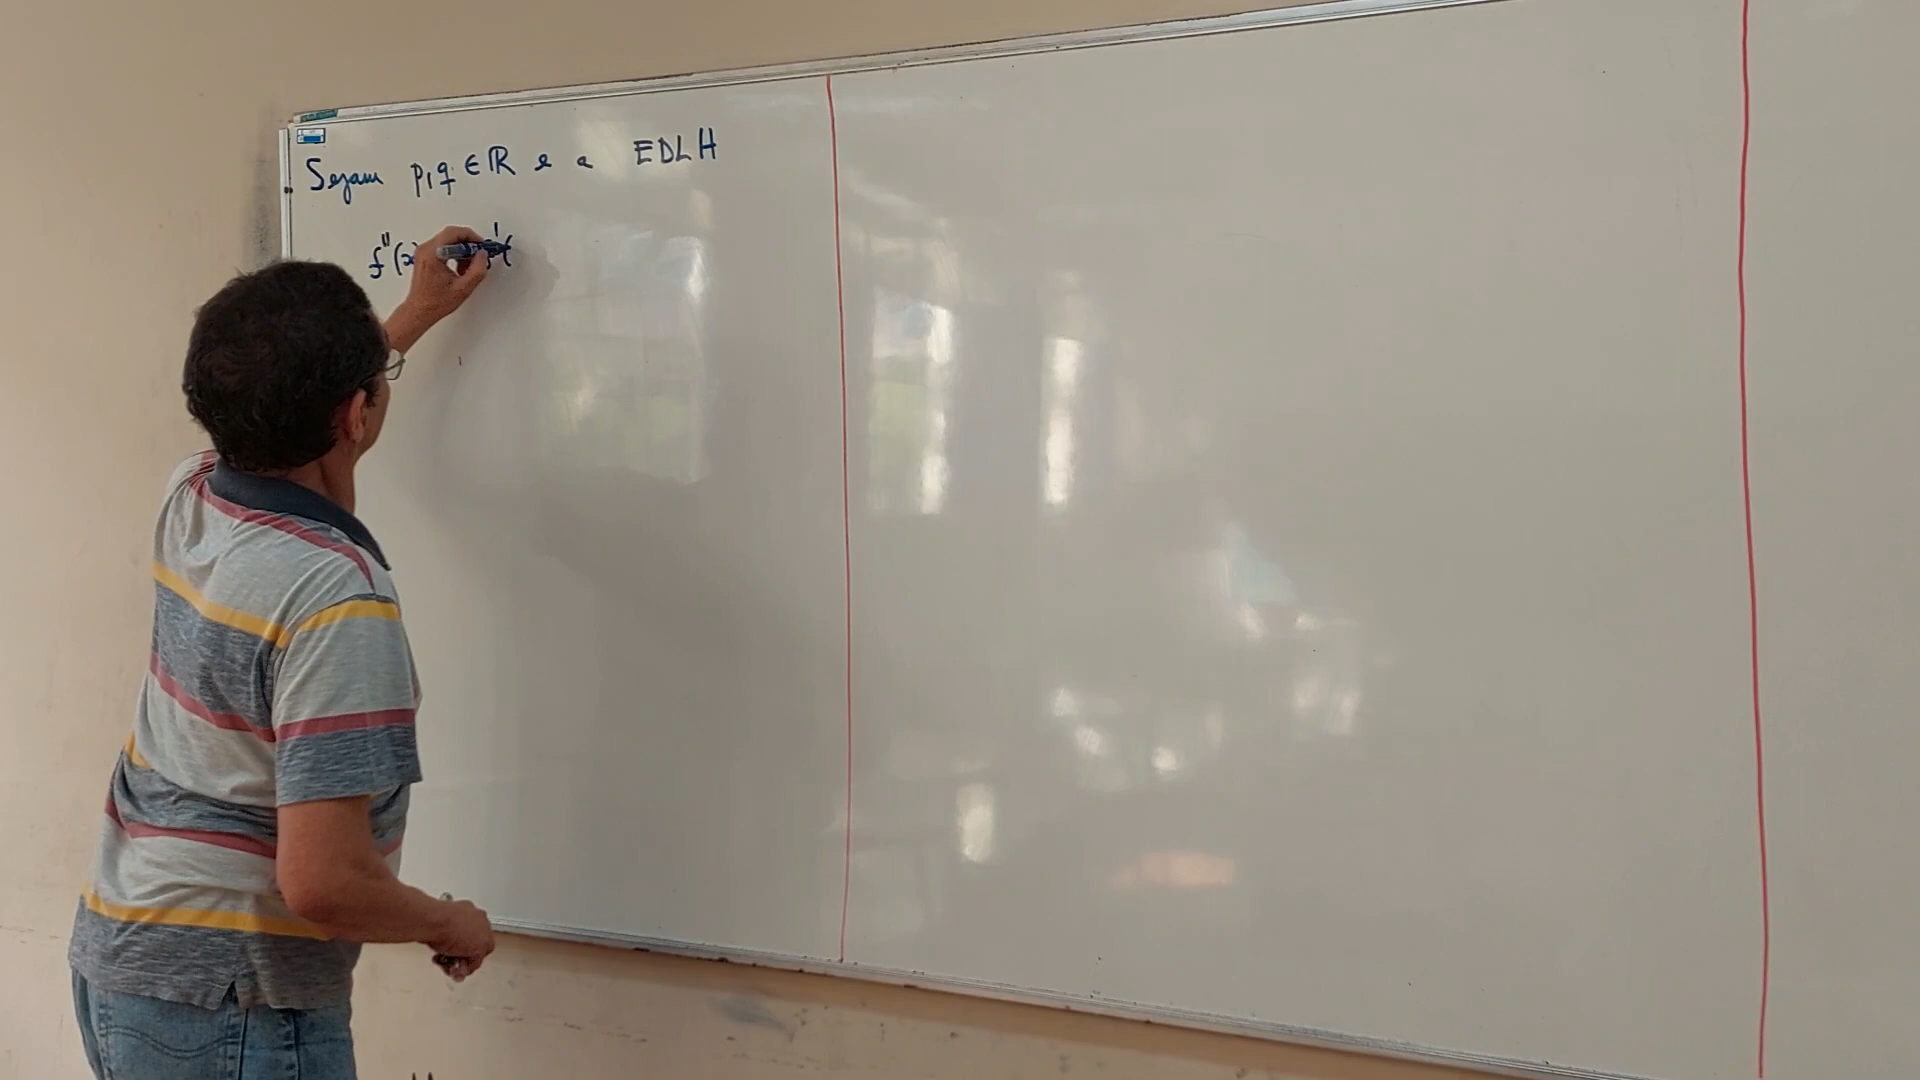 Sejam p,q ∈ ℝ e a EDLH
f''(x) f'(